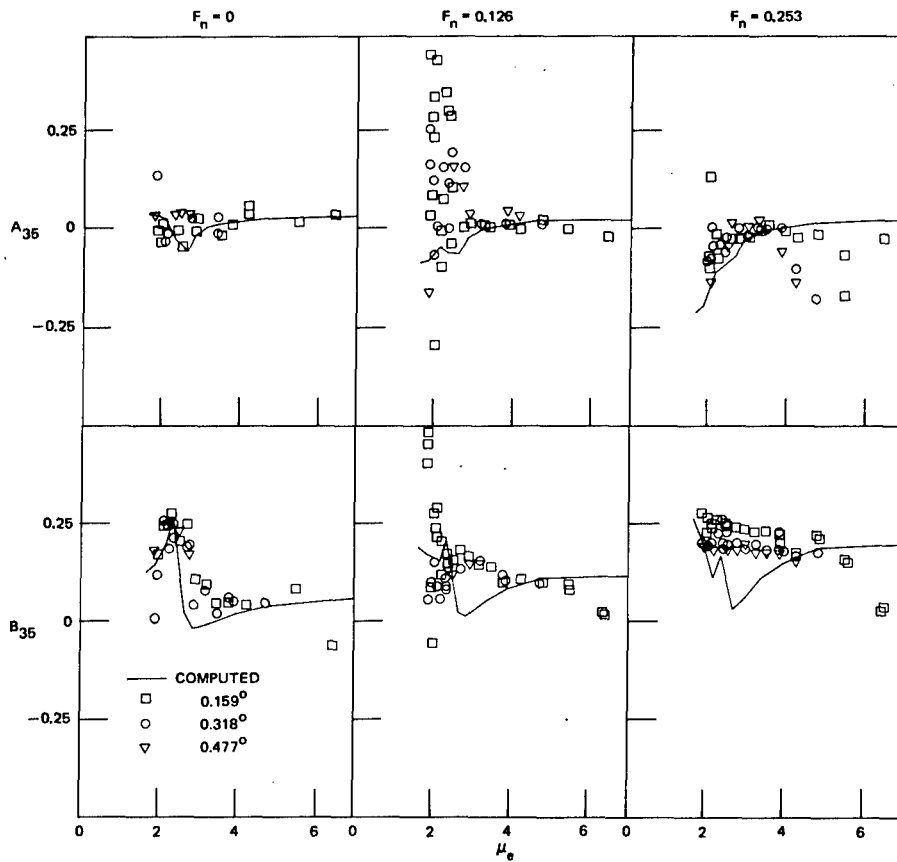 F_n = 0
F_n = 0.126
F_n = 0.253
0.25
A_35
0
−0.25
0.25
B_35
0
−0.25
COMPUTED
0.159°
0.318°
0.477°
0 2 4 6 0 2 4 6 0 2 4 6
μ_e